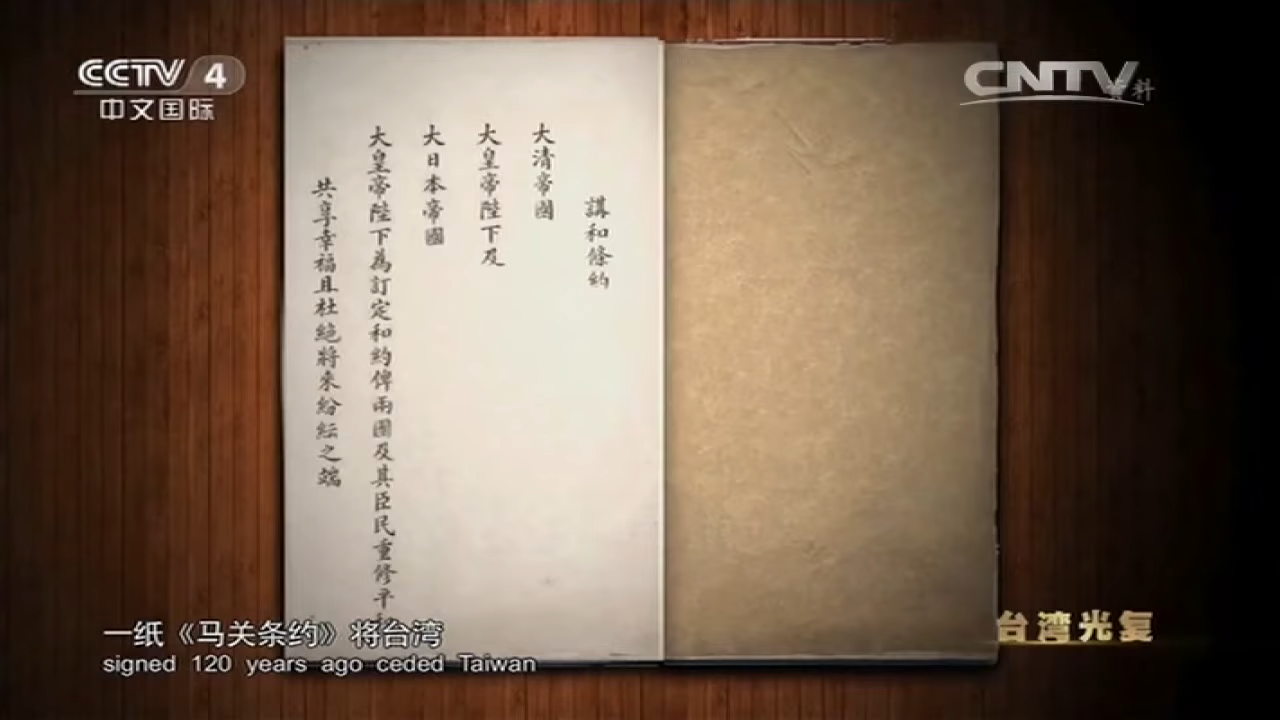 CCTV 4
中文国际
CNTV
講和條約
大清帝國
大皇帝陛下及
大日本帝國
大皇帝陛下為訂定和約俾兩國及其臣民重修平
共享幸福且杜絕將來紛紜之端
一纸《马关条约》将台湾
signed 120 years ago ceded Taiwan
台湾光复